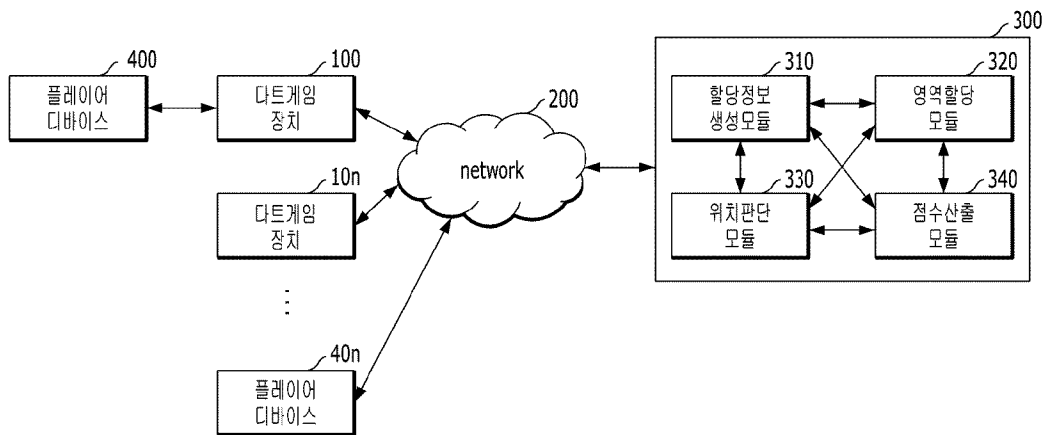 300
400
플레이어
디바이스
100
다트게임
장치
200
network
310
할당정보
생성모듈
320
영역할당
모듈
10n
다트게임
장치
330
위치판단
모듈
340
점수산출
모듈
40n
플레이어
디바이스